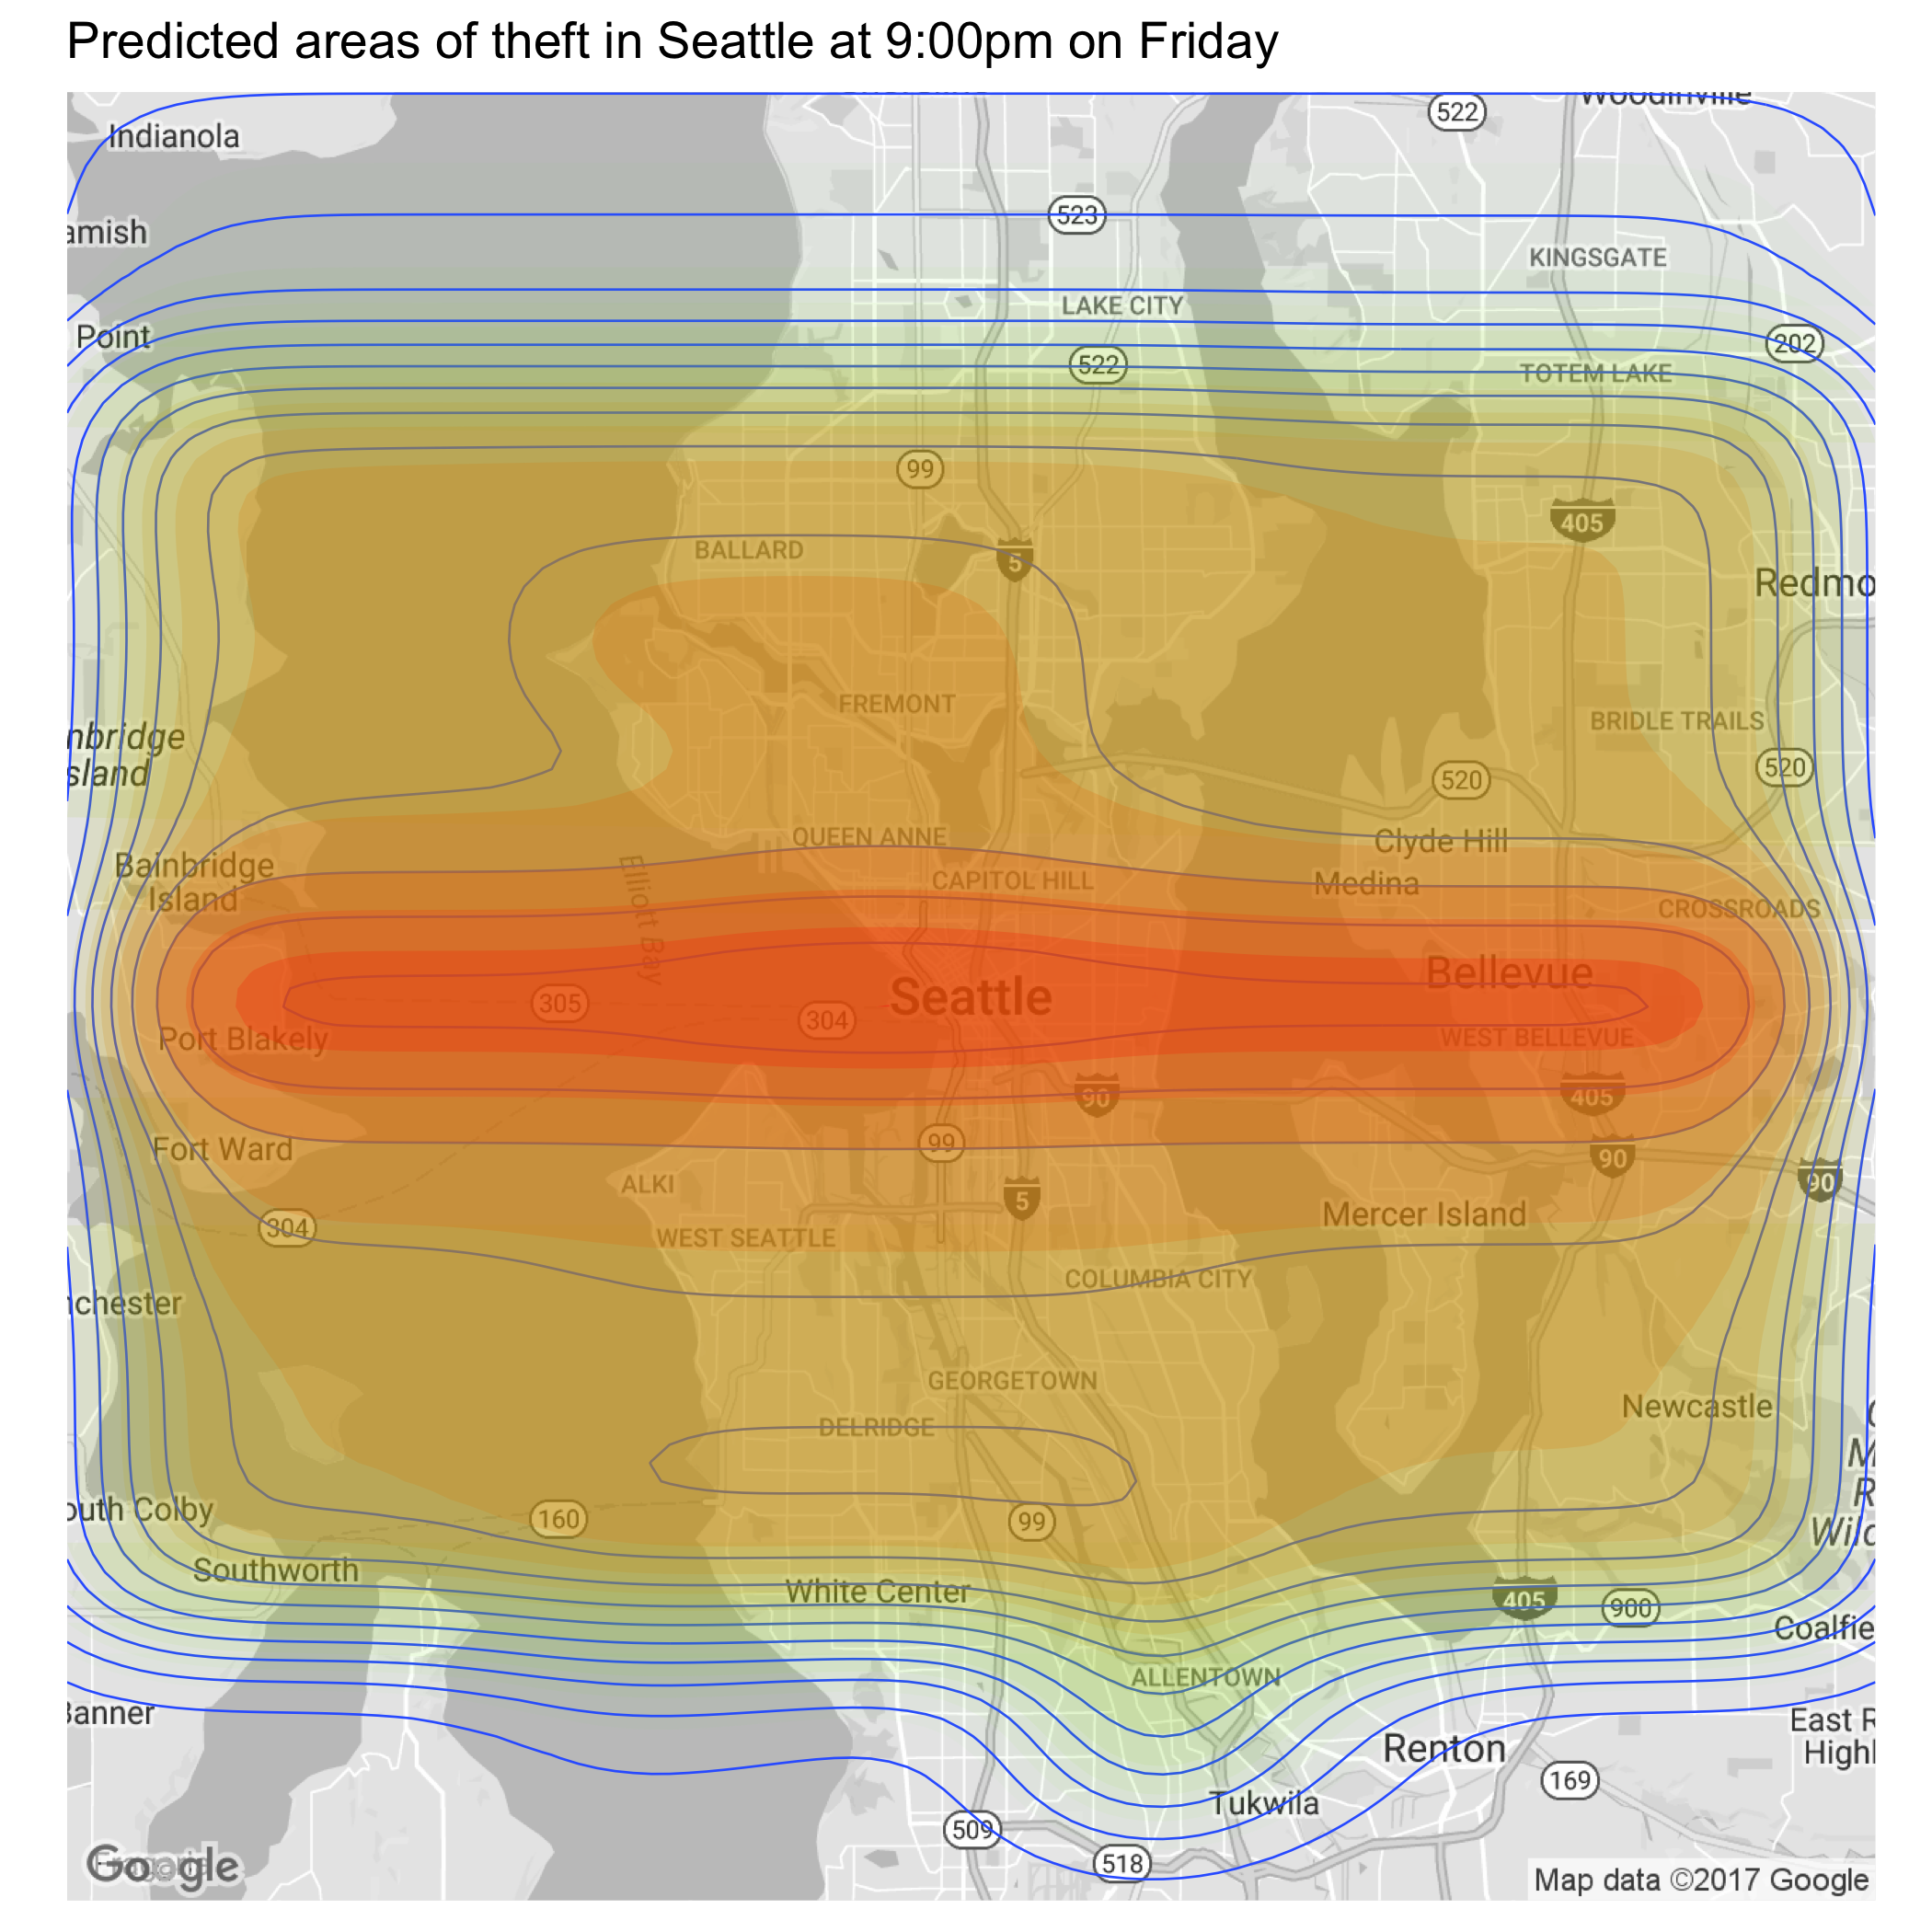 Predicted areas of theft in Seattle at 9:00pm on Friday
Woodinville
522
Indianola
523
amish
KINGSGATE
LAKE CITY
Point
202
522
TOTEM LAKE
99
405
BALLARD
5
Redmo
FREMONT
BRIDLE TRAILS
nbridge
sland
520
520
QUEEN ANNE
Clyde Hill
Bainbridge
Island
Elliott Bay
CAPITOL HILL
Medina
CROSSROADS
Seattle
Bellevue
305
304
Port Blakely
WEST BELLEVUE
90
405
99
Fort Ward
90
90
ALKI
5
304
Mercer Island
WEST SEATTLE
COLUMBIA CITY
nchester
GEORGETOWN
Newcastle
DELRIDGE
M
R
Wild
outh Colby
160
99
Southworth
White Center
405
900
Coalfie
ALLENTOWN
Banner
East R
Highl
Renton
169
Tukwila
509
518
Google
Map data ©2017 Google